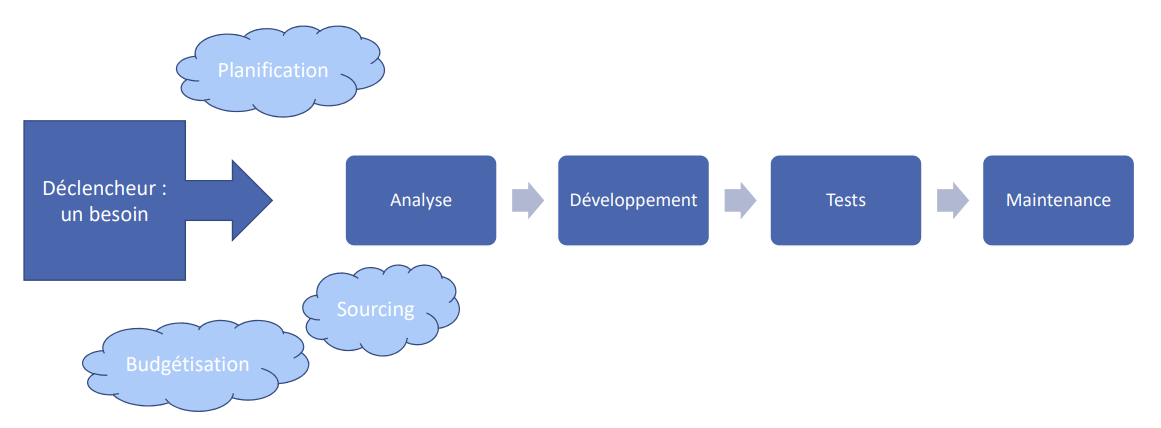 Planification
Déclencheur :
un besoin
Analyse
Développement
Tests
Maintenance
Sourcing
Budgétisation